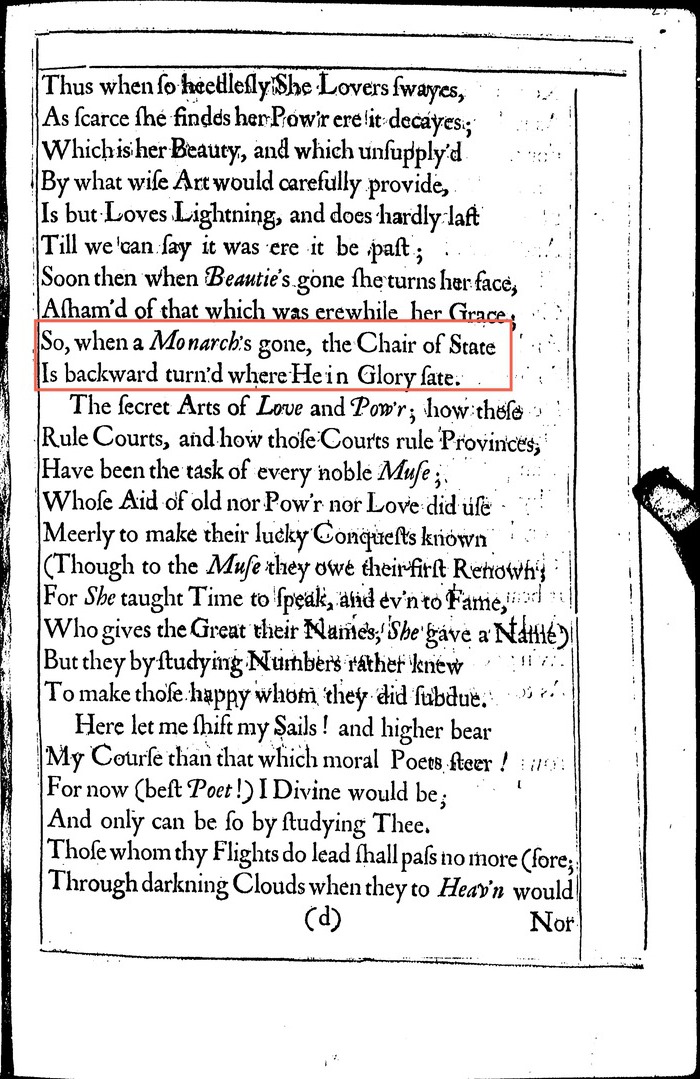 Thus when ſo heedleſly She Lovers ſwayes,
As ſcarce ſhe findes her Pow'r ere it decayes;
Which is her Beauty, and which unſupply'd
By what wiſe Art would carefully provide,
Is but Loves Lightning, and does hardly laſt
Till we can ſay it was ere it be paſt;
Soon then when Beautie's gone ſhe turns her face,
Aſham'd of that which was erewhile her Grace;
So, when a Monarch's gone, the Chair of State
Is backward turn'd where He in Glory ſate.
The ſecret Arts of Love and Pow'r; how theſe
Rule Courts, and how thoſe Courts rule Provinces,
Have been the task of every noble Muſe;
Whoſe Aid of old nor Pow'r nor Love did uſe
Meerly to make their lucky Conqueſts known
(Though to the Muſe they owe their firſt Renown;
For She taught Time to ſpeak, and ev'n to Fame,
Who gives the Great their Names, She gave a Name)
But they by ſtudying Numbers rather knew
To make thoſe happy whom they did ſubdue.
Here let me ſhift my Sails! and higher bear
My Courſe than that which moral Poets ſteer!
For now (beſt Poet!) I Divine would be;
And only can be ſo by ſtudying Thee.
Thoſe whom thy Flights do lead ſhall paſs no more (ſore;
Through darkning Clouds when they to Heav'n would
(d) Nor